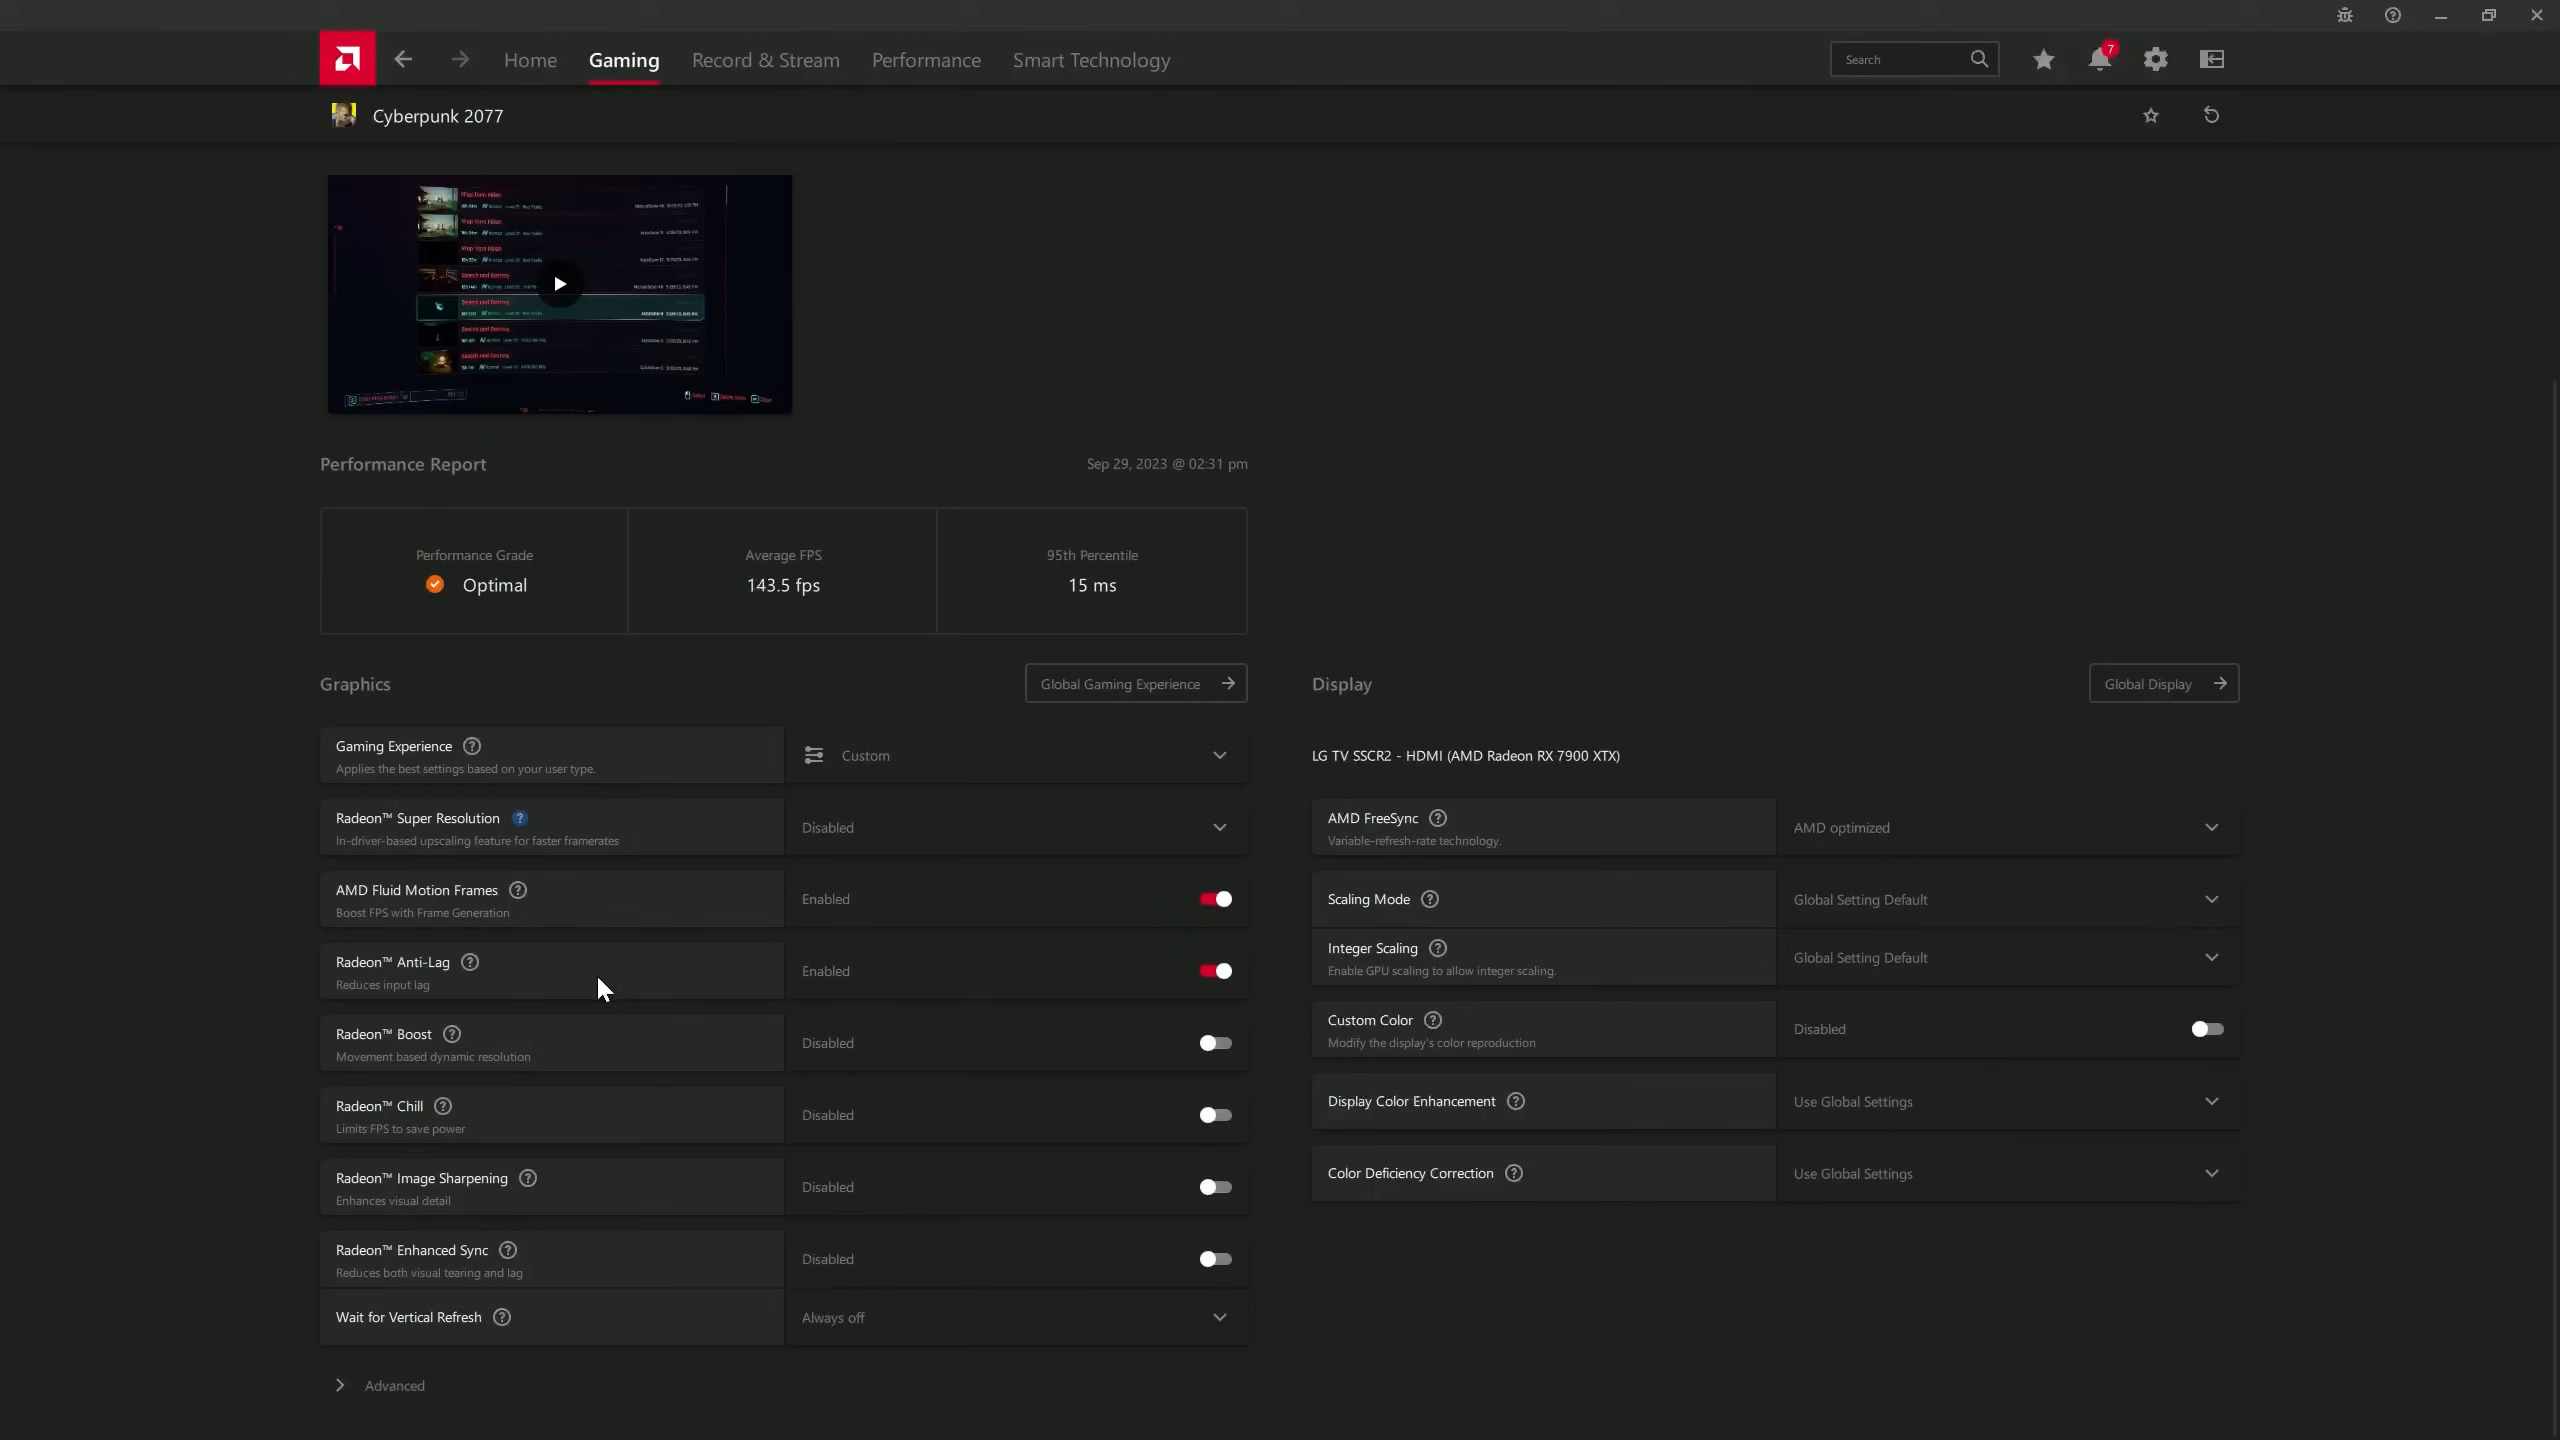 Home
Gaming
Record & Stream
Performance
Smart Technology
Search
7
Cyberpunk 2077
Performance Report
Sep 29, 2023 @ 02:31 pm
Performance Grade
Optimal
Average FPS
143.5 fps
95th Percentile
15 ms
Graphics
Global Gaming Experience
Gaming Experience
Applies the best settings based on your user type.
Custom
Radeon™ Super Resolution
In-driver-based upscaling feature for faster framerates
Disabled
AMD Fluid Motion Frames
Boost FPS with Frame Generation
Enabled
Radeon™ Anti-Lag
Reduces input lag
Enabled
Radeon™ Boost
Movement based dynamic resolution
Disabled
Radeon™ Chill
Limits FPS to save power
Disabled
Radeon™ Image Sharpening
Enhances visual detail
Disabled
Radeon™ Enhanced Sync
Reduces both visual tearing and lag
Disabled
Wait for Vertical Refresh
Always off
Advanced
Display
Global Display
LG TV SSCR2 - HDMI (AMD Radeon RX 7900 XTX)
AMD FreeSync
Variable-refresh-rate technology.
AMD optimized
Scaling Mode
Global Setting Default
Integer Scaling
Enable GPU scaling to allow integer scaling.
Global Setting Default
Custom Color
Modify the display's color reproduction
Disabled
Display Color Enhancement
Use Global Settings
Color Deficiency Correction
Use Global Settings